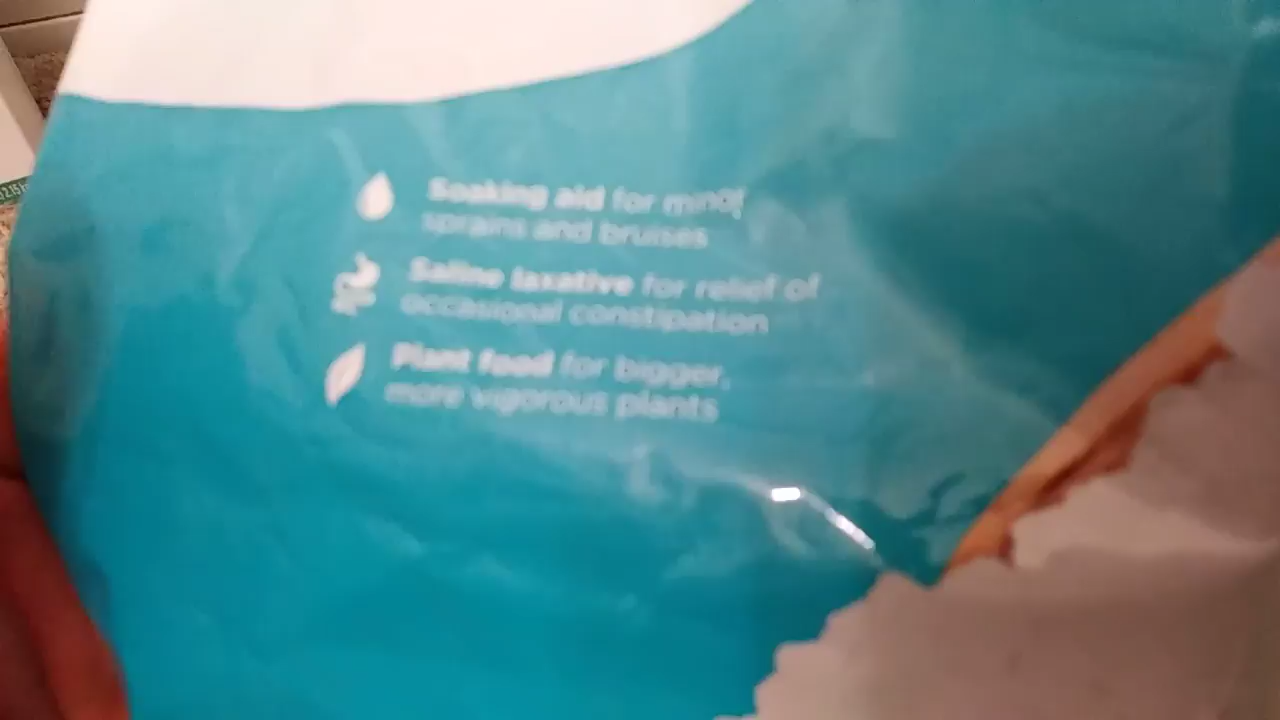 Soaking aid for minor
sprains and bruises
Saline laxative for relief of
occasional constipation
Plant food for bigger,
more vigorous plants